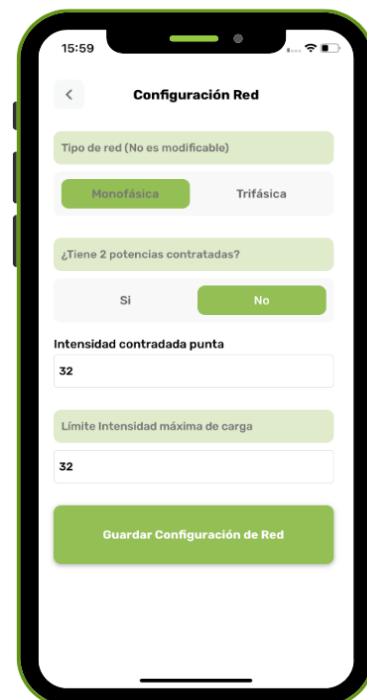 15:59
Configuración Red
Tipo de red (No es modificable)
Monofásica Trifásica
¿Tiene 2 potencias contratadas?
Si No
Intensidad contradada punta
32
Límite Intensidad máxima de carga
32
Guardar Configuración de Red